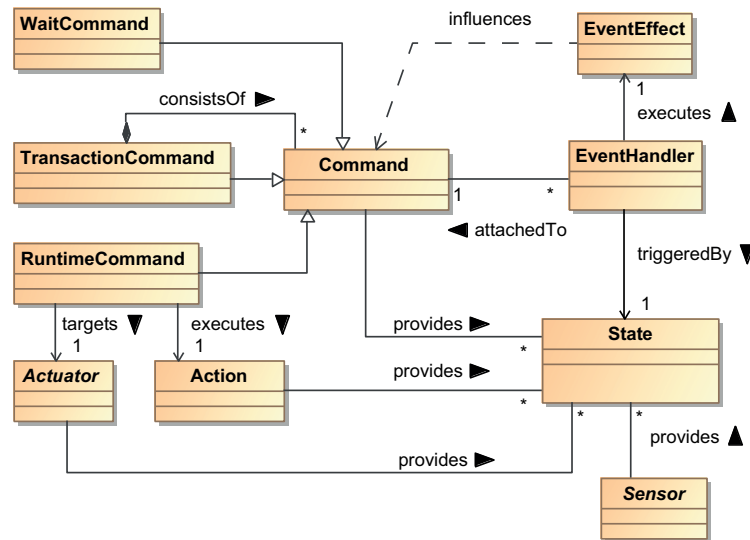 WaitCommand
influences
EventEffect
consistsOf
*
1
executes
TransactionCommand
Command
EventHandler
1
*
attachedTo
RuntimeCommand
triggeredBy
targets
executes
1
1
1
provides
State
*
Actuator
Action
provides
*
*
*
provides
provides
Sensor